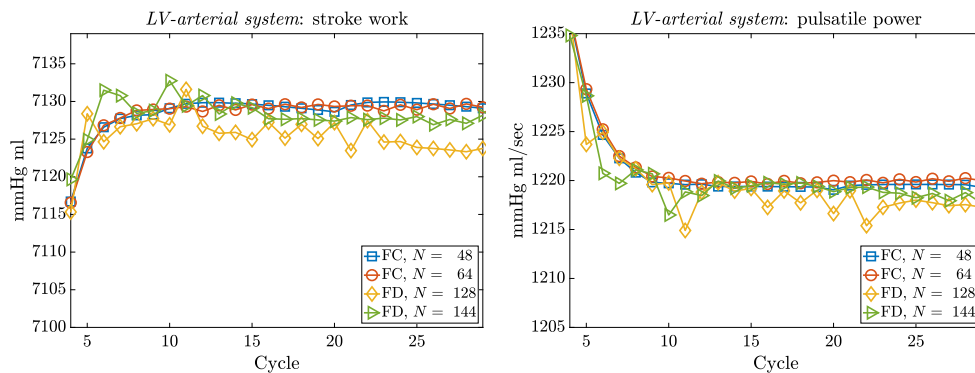 LV-arterial system: stroke work
7135
7130
7125
7120
7115
7110
7105
7100
mmHg ml
5
10
15
20
25
Cycle
FC, N = 48
FC, N = 64
FD, N = 128
FD, N = 144
LV-arterial system: pulsatile power
1235
1230
1225
1220
1215
1210
1205
mmHg ml/sec
5
10
15
20
25
Cycle
FC, N = 48
FC, N = 64
FD, N = 128
FD, N = 144